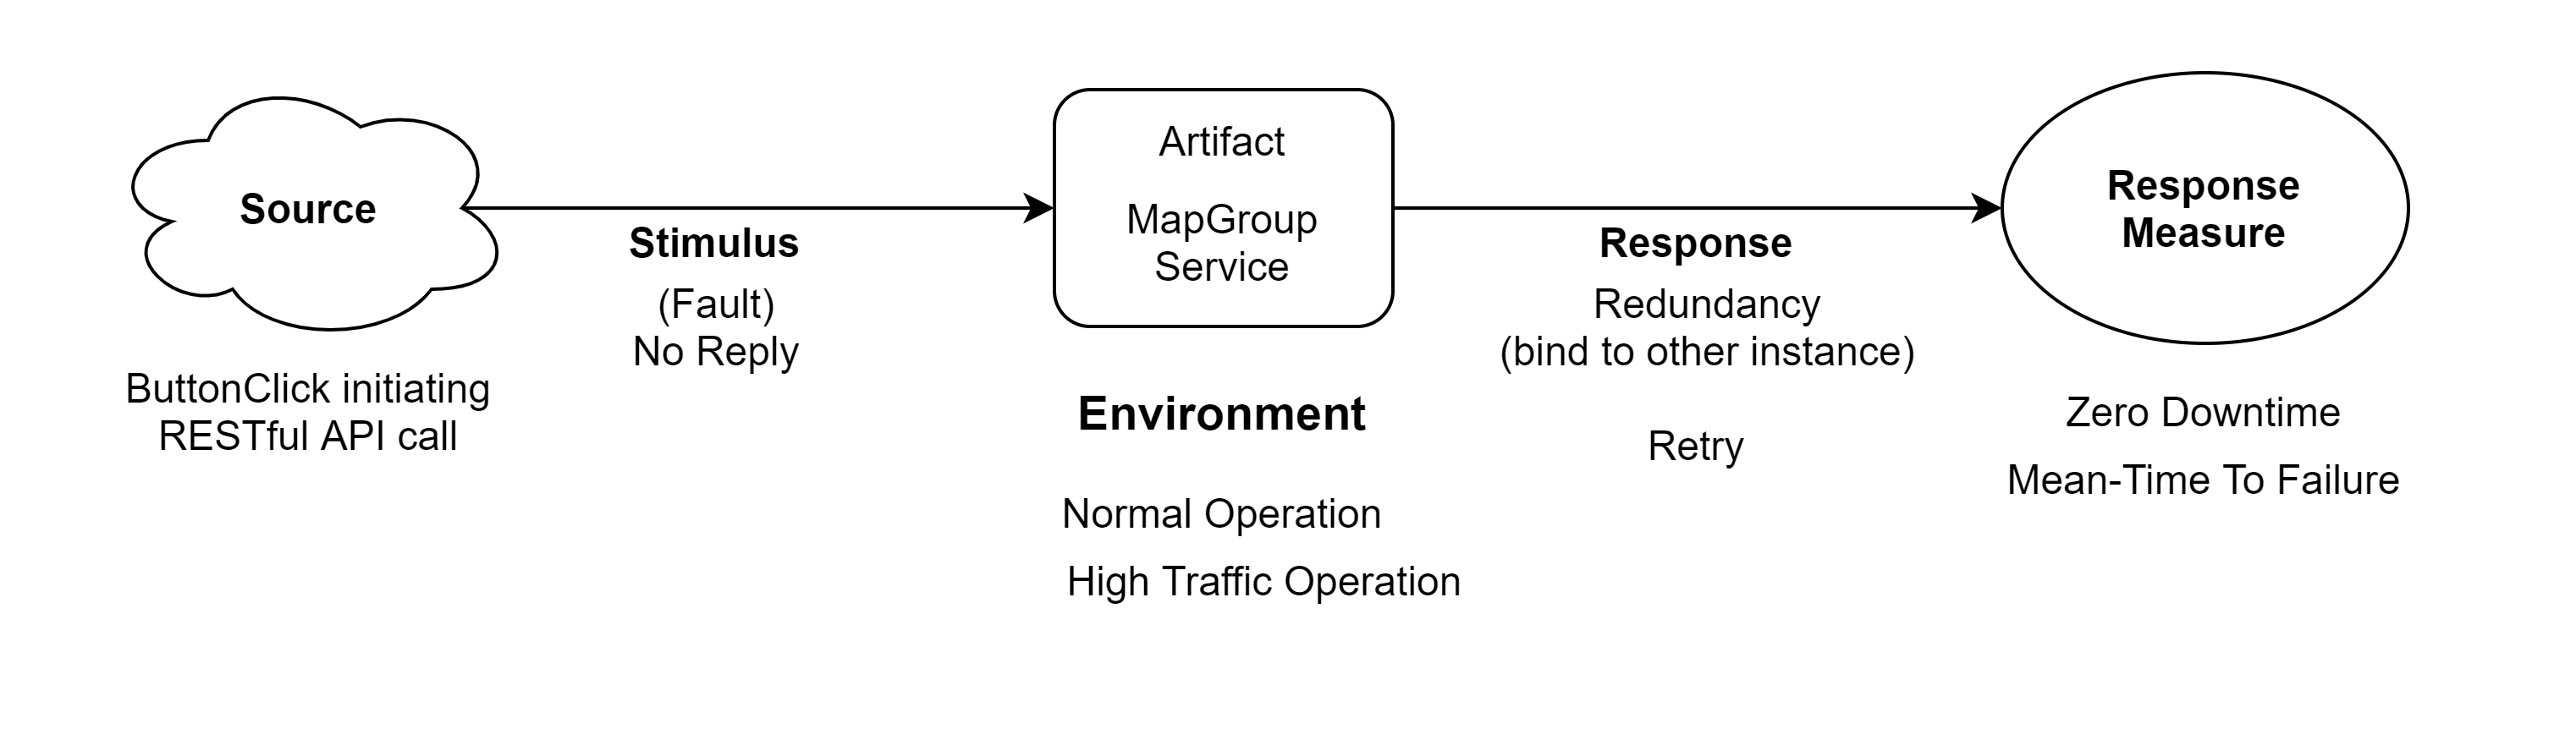 Source
ButtonClick initiating
RESTful API call
Stimulus
(Fault)
No Reply
Artifact
MapGroup
Service
Environment
Normal Operation
High Traffic Operation
Response
Redundancy
(bind to other instance)
Retry
Response
Measure
Zero Downtime
Mean-Time To Failure